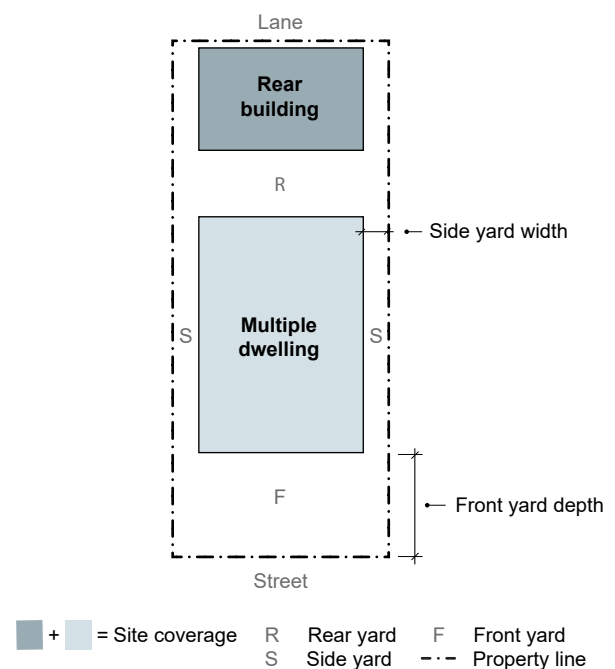 Lane
Rear
building
R
Side yard width
S
Multiple
dwelling
S
F
Front yard depth
Street
+ = Site coverage R Rear yard F Front yard
S Side yard Property line